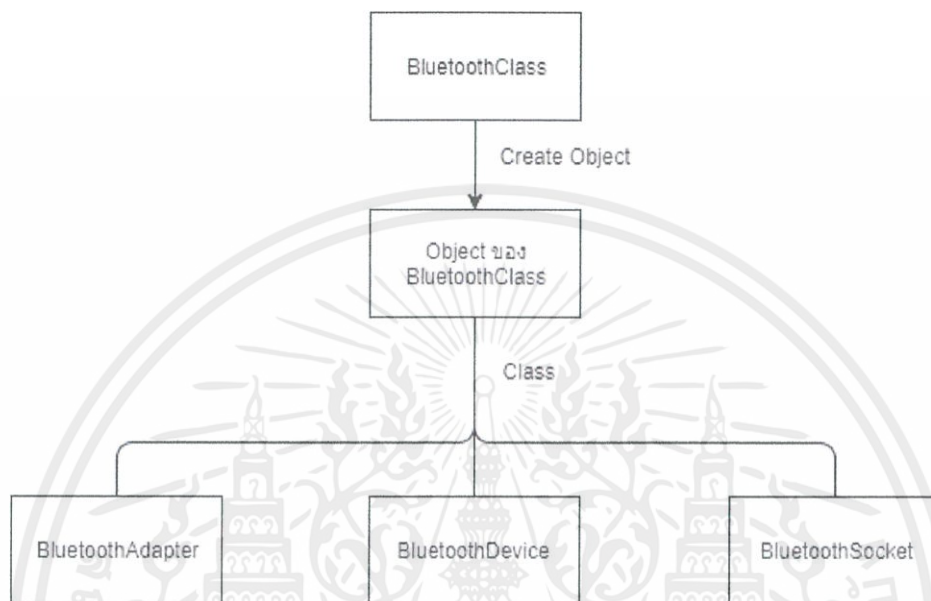 BluetoothClass
Create Object
Object ของ
BluetoothClass
Class
BluetoothAdapter
BluetoothDevice
BluetoothSocket